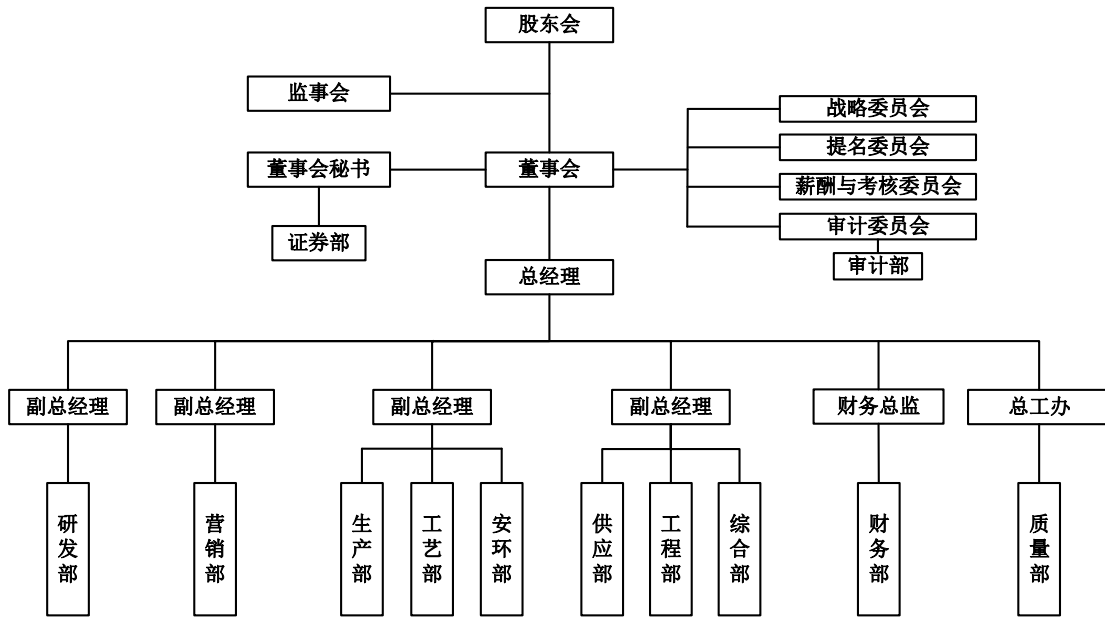 股东会
监事会
战略委员会
提名委员会
董事会秘书
董事会
薪酬与考核委员会
审计委员会
证券部
审计部
总经理
副总经理
副总经理
副总经理
副总经理
财务总监
总工办
研发部
营销部
生产部
工艺部
安环部
供应部
工程部
综合部
财务部
质量部